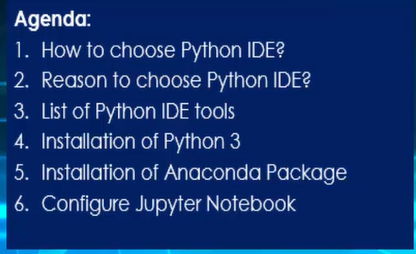 Agenda:
1. How to choose Python IDE?
2. Reason to choose Python IDE?
3. List of Python IDE tools
4. Installation of Python 3
5. Installation of Anaconda Package
6. Configure Jupyter Notebook